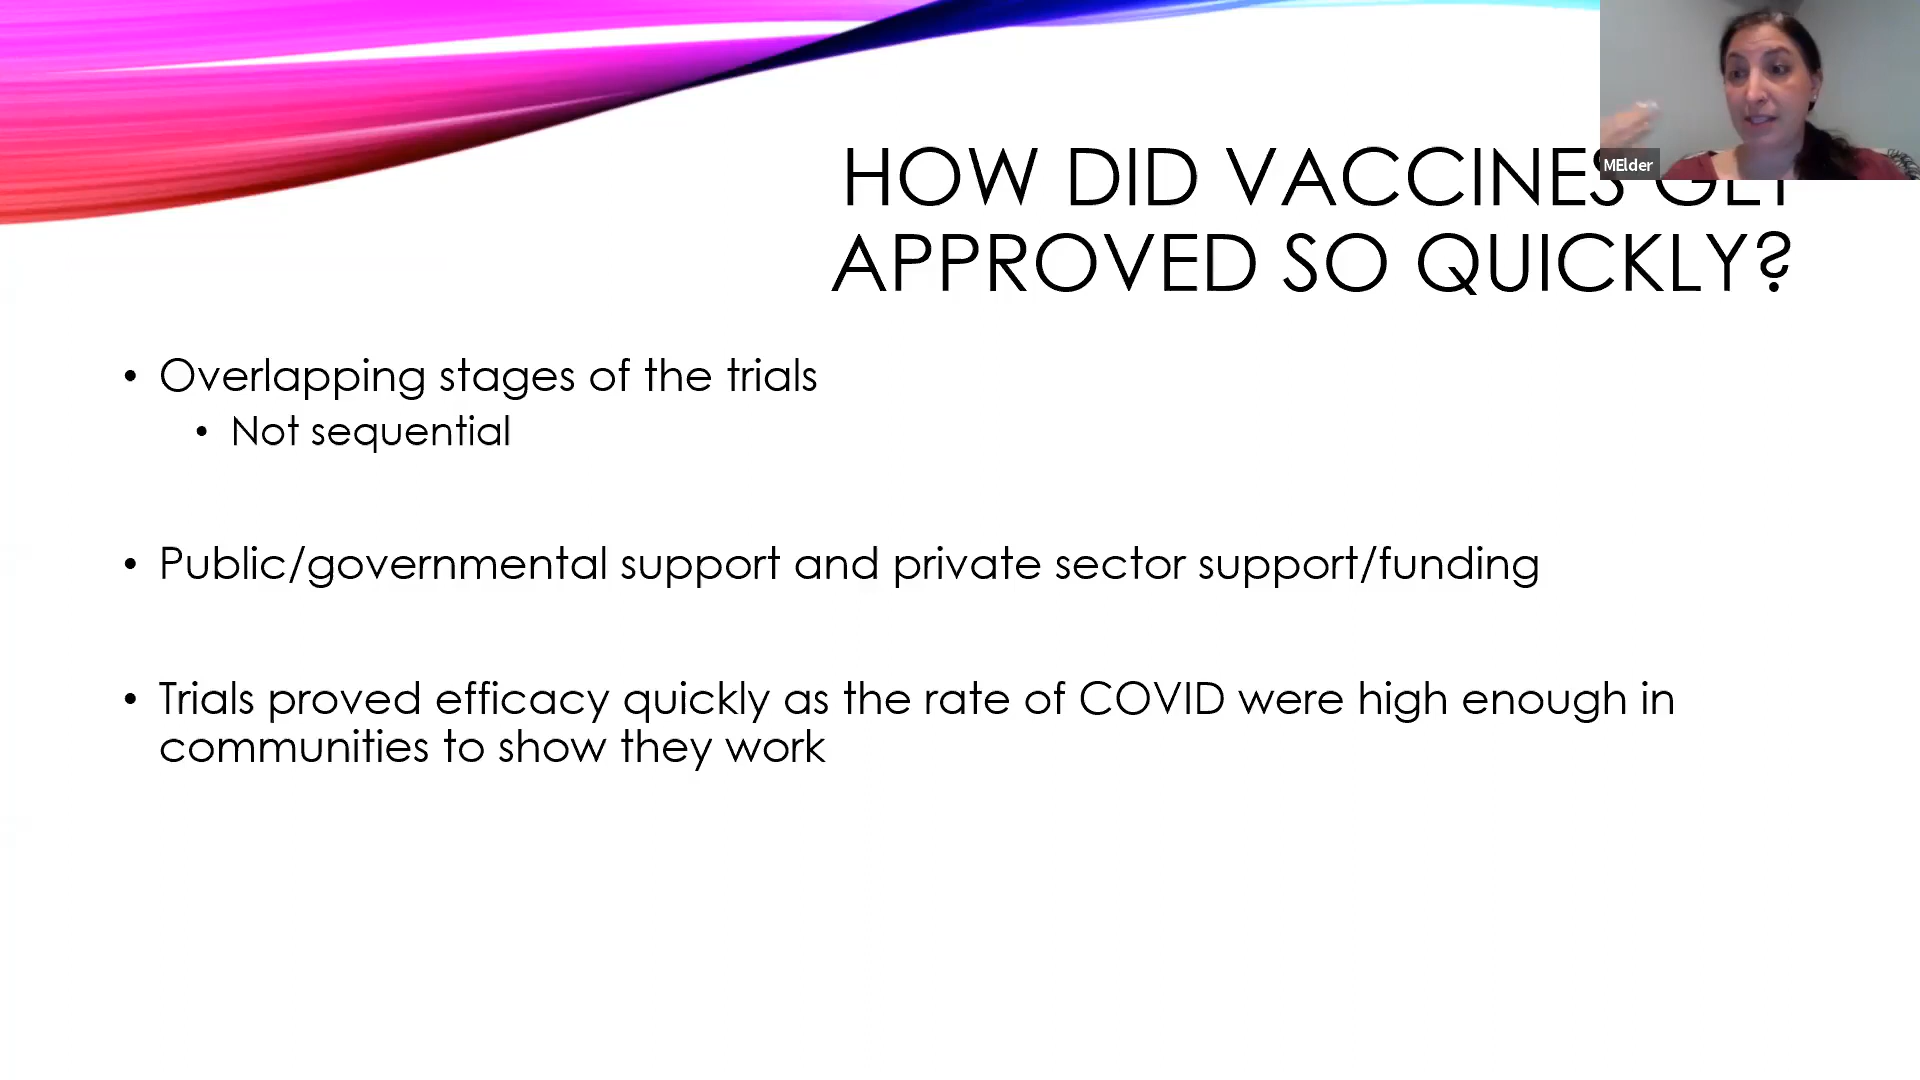 MElder
HOW DID VACCINES GET
APPROVED SO QUICKLY?
• Overlapping stages of the trials
• Not sequential
• Public/governmental support and private sector support/funding
• Trials proved efficacy quickly as the rate of COVID were high enough in
communities to show they work